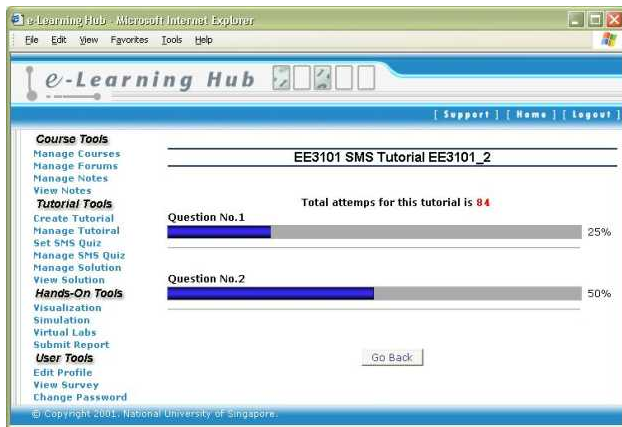 e-Learning Hub - Microsoft Internet Explorer
File Edit View Favorites Tools Help
e-Learning Hub
[ Support ] [ Home ] [ Logout ]
Course Tools
Manage Courses
Manage Forums
Manage Notes
View Notes
Tutorial Tools
Create Tutorial
Manage Tutoiral
Set SMS Quiz
Manage SMS Quiz
Manage Solution
View Solution
Hands-On Tools
Visualization
Simulation
Virtual Labs
Submit Report
User Tools
Edit Profile
View Survey
Change Password
EE3101 SMS Tutorial EE3101_2
Total attemps for this tutorial is 84
Question No.1
25%
Question No.2
50%
Go Back
© Copyright 2001. National University of Singapore.